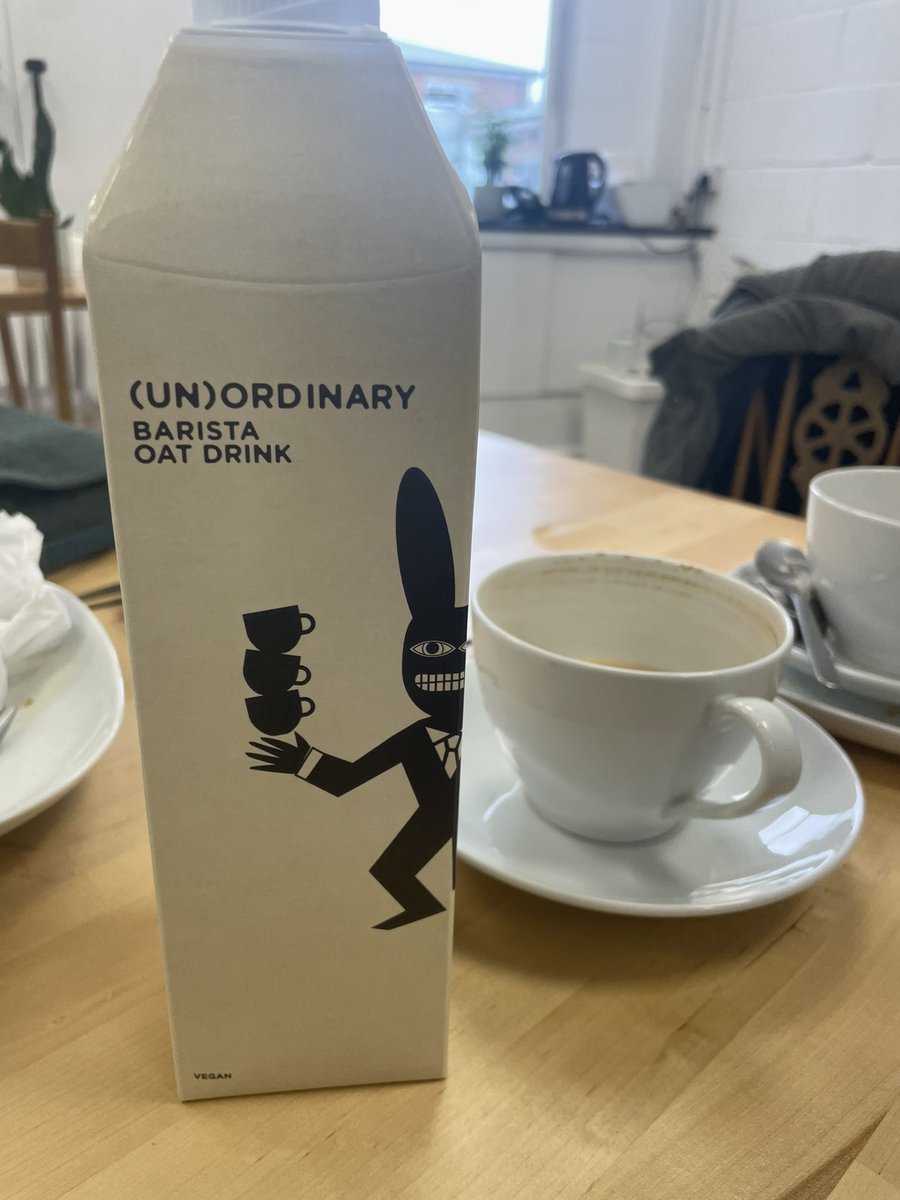 (UN)ORDINARY
BARISTA
OAT DRINK
VEGAN